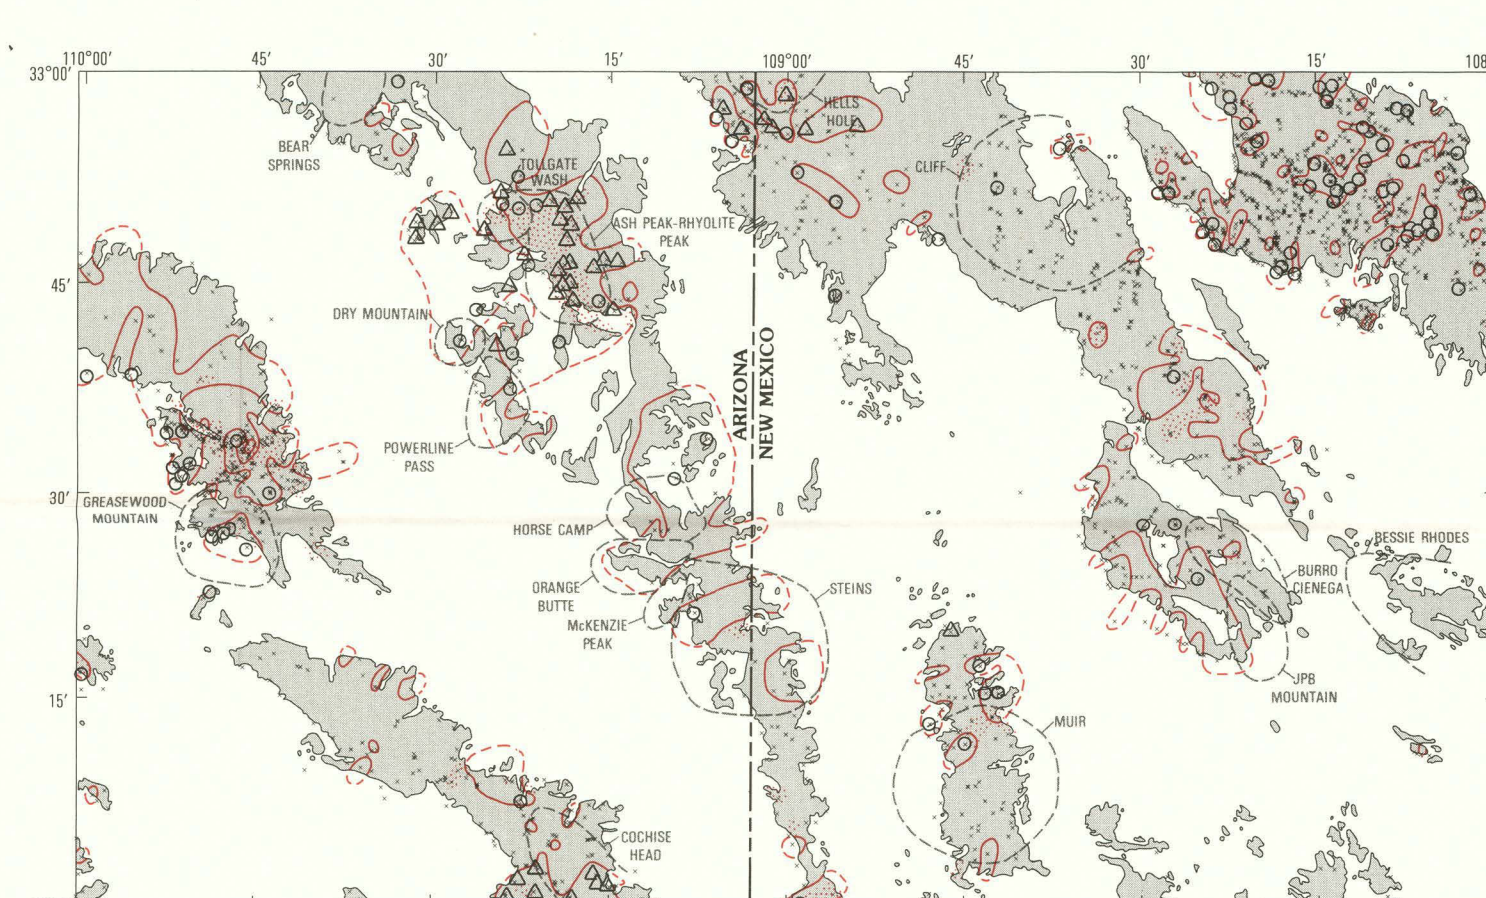 110°00′
45′
30′
15′
109°00′
45′
30′
15′
108
33°00′
HELLS
HOLE
BEAR
SPRINGS
TOLLGATE
WASH
CLIFF
ASH PEAK-RHYOLITE
PEAK
45′
DRY MOUNTAIN
ARIZONA
NEW MEXICO
POWERLINE
PASS
30′
GREASEWOOD
MOUNTAIN
HORSE CAMP
BESSIE RHODES
BURRO
CIENEGA
ORANGE
BUTTE
STEINS
McKENZIE
PEAK
JPB
MOUNTAIN
15′
MUIR
COCHISE
HEAD